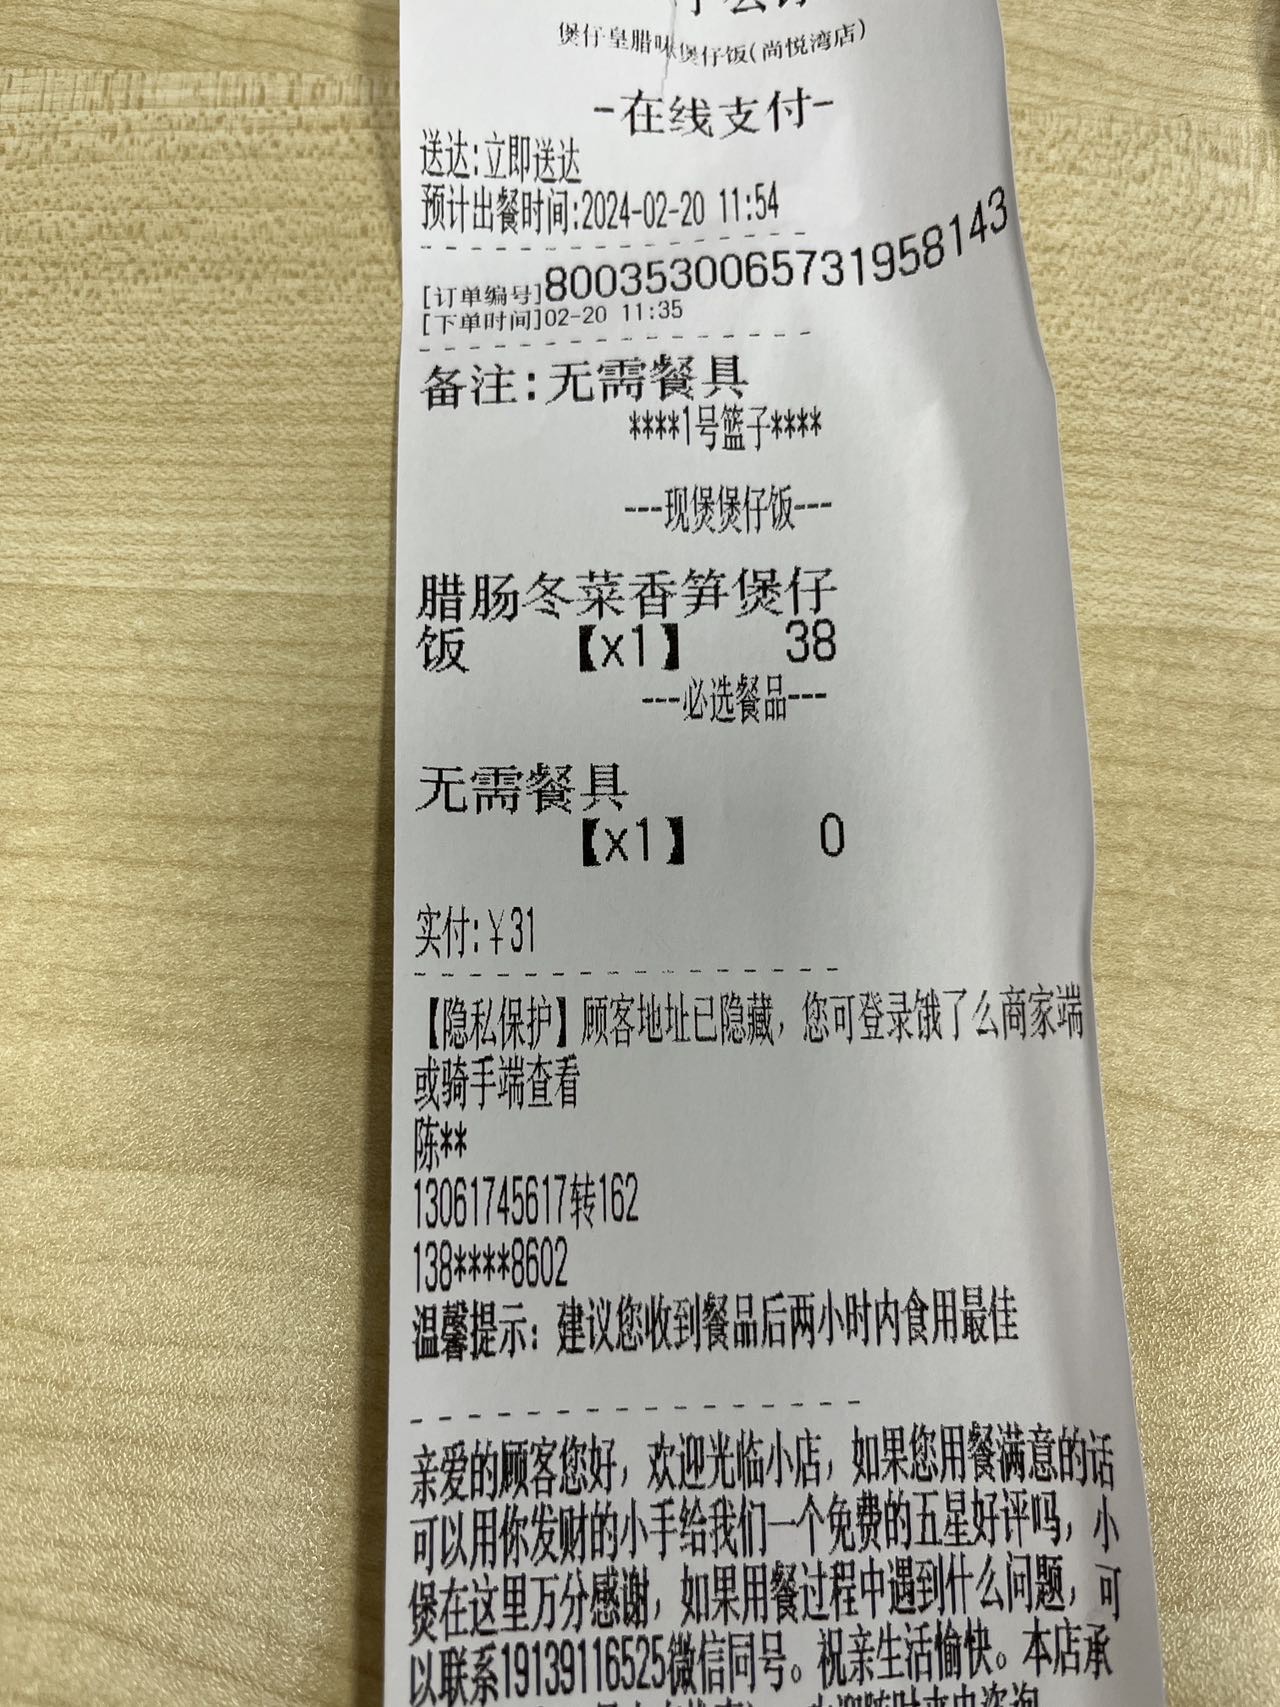 煲仔皇腊味煲仔饭(尚悦湾店)
-在线支付-
送达:立即送达
预计出餐时间:2024-02-20 11:54
[订单编号]8003530065731958143
[下单时间]02-20 11:35
备注:无需餐具
****1号篮子****
---现煲煲仔饭---
腊肠冬菜香笋煲仔
饭 【x1】 38
---必选餐品---
无需餐具
【x1】 0
实付:¥31
【隐私保护】顾客地址已隐藏，您可登录饿了么商家端
或骑手端查看
陈**
13061745617转162
138****8602
温馨提示：建议您收到餐品后两小时内食用最佳
亲爱的顾客您好，欢迎光临小店，如果您用餐满意的话
可以用你发财的小手给我们一个免费的五星好评吗，小
煲在这里万分感谢，如果用餐过程中遇到什么问题，可
以联系19139116525微信同号。祝亲生活愉快。本店承